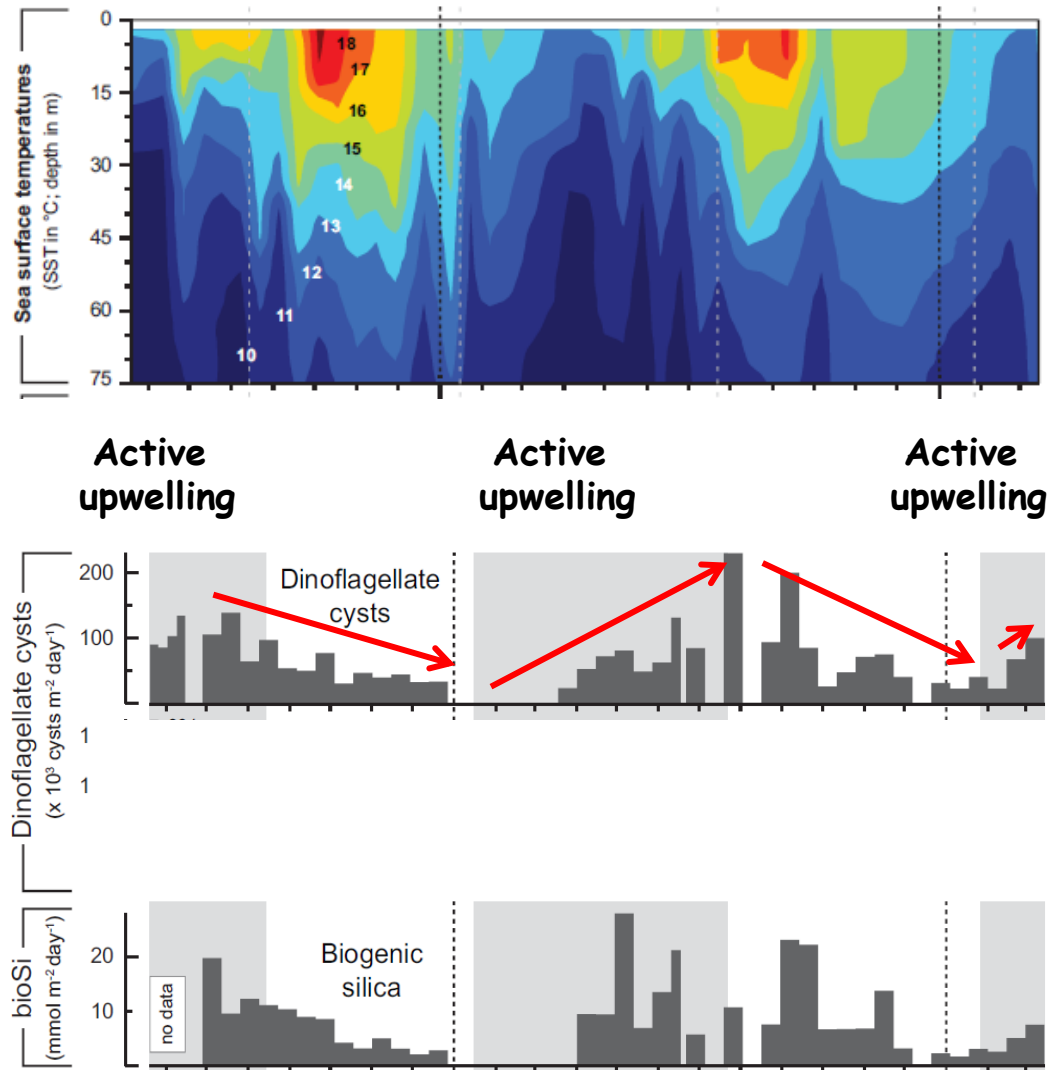 Sea surface temperatures
(SST in °C; depth in m)
0
15
30
45
60
75
18
17
16
15
14
13
12
11
10
Active
upwelling
Active
upwelling
Active
upwelling
Dinoflagellate cysts
(x 10³ cysts m⁻² day⁻¹)
200
100
Dinoflagellate
cysts
1
1
bioSi
(mmol m⁻² day⁻¹)
20
10
no data
Biogenic
silica